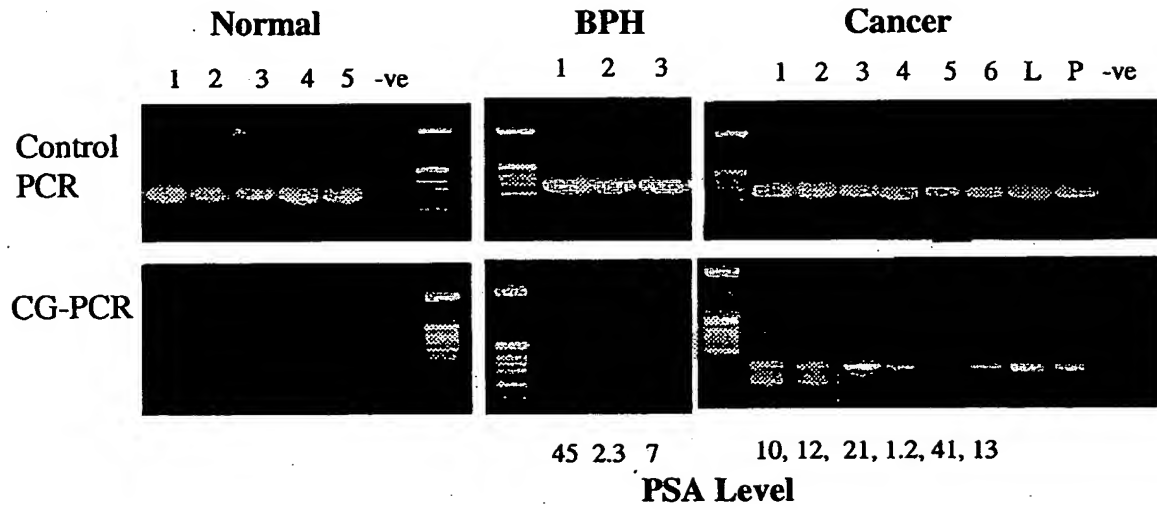 Normal BPH Cancer
1 2 3 4 5 -ve 1 2 3 1 2 3 4 5 6 L P -ve
Control
PCR
CG-PCR
45 2.3 7 10, 12, 21, 1.2, 41, 13
PSA Level